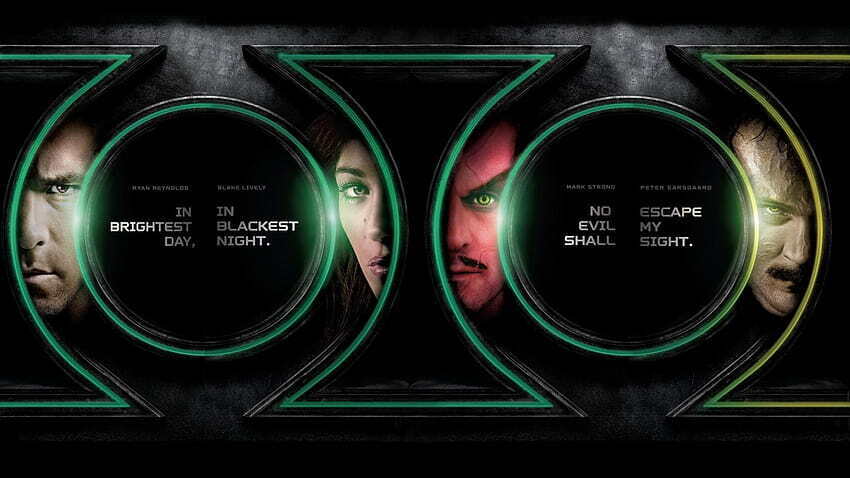 RYAN REYNOLDS
BLAKE LIVELY
IN
BRIGHTEST
DAY,
IN
BLACKEST
NIGHT.
MARK STRONG
PETER SARSGAARD
NO
EVIL
SHALL
ESCAPE
MY
SIGHT.